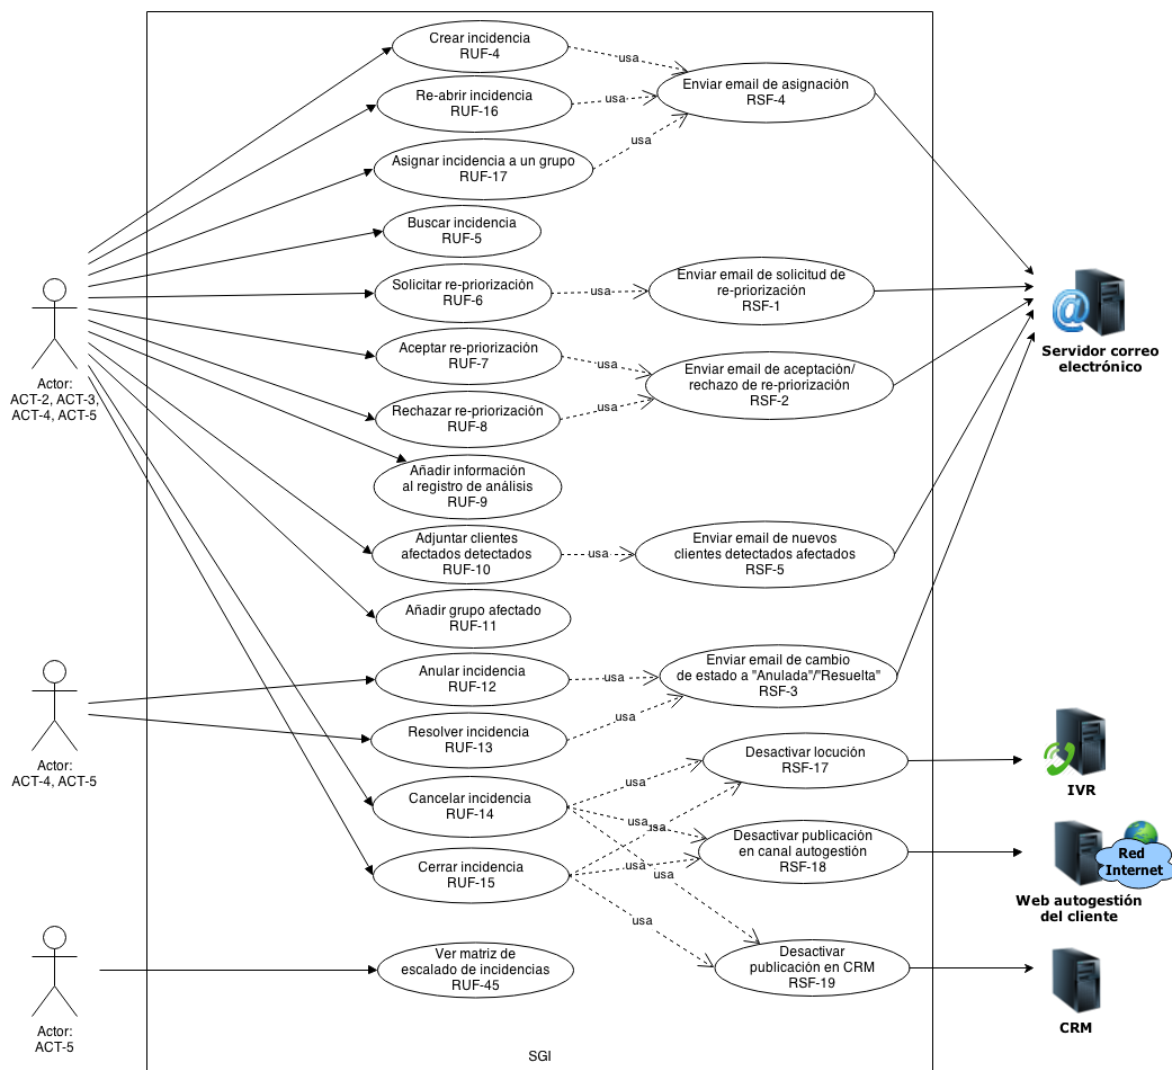 Crear incidencia
RUF-4
usa
Enviar email de asignación
RSF-4
Re-abrir incidencia
RUF-16
usa
Asignar incidencia a un grupo
RUF-17
usa
Buscar incidencia
RUF-5
Solicitar re-priorización
RUF-6
usa
Enviar email de solicitud de
re-priorización
RSF-1
Aceptar re-priorización
RUF-7
usa
Enviar email de aceptación/
rechazo de re-priorización
RSF-2
Rechazar re-priorización
RUF-8
usa
Servidor correo
electrónico
Actor:
ACT-2, ACT-3,
ACT-4, ACT-5
Añadir información
al registro de análisis
RUF-9
Adjuntar clientes
afectados detectados
RUF-10
usa
Enviar email de nuevos
clientes detectados afectados
RSF-5
Añadir grupo afectado
RUF-11
Anular incidencia
RUF-12
usa
Enviar email de cambio
de estado a "Anulada"/"Resuelta"
RSF-3
Resolver incidencia
RUF-13
usa
Actor:
ACT-4, ACT-5
Desactivar locución
RSF-17
IVR
Cancelar incidencia
RUF-14
usa
usa
usa
Desactivar publicación
en canal autogestión
RSF-18
Red
Internet
Web autogestión
del cliente
Cerrar incidencia
RUF-15
usa
usa
usa
Ver matriz de
escalado de incidencias
RUF-45
Desactivar
publicación en CRM
RSF-19
CRM
Actor:
ACT-5
SGI